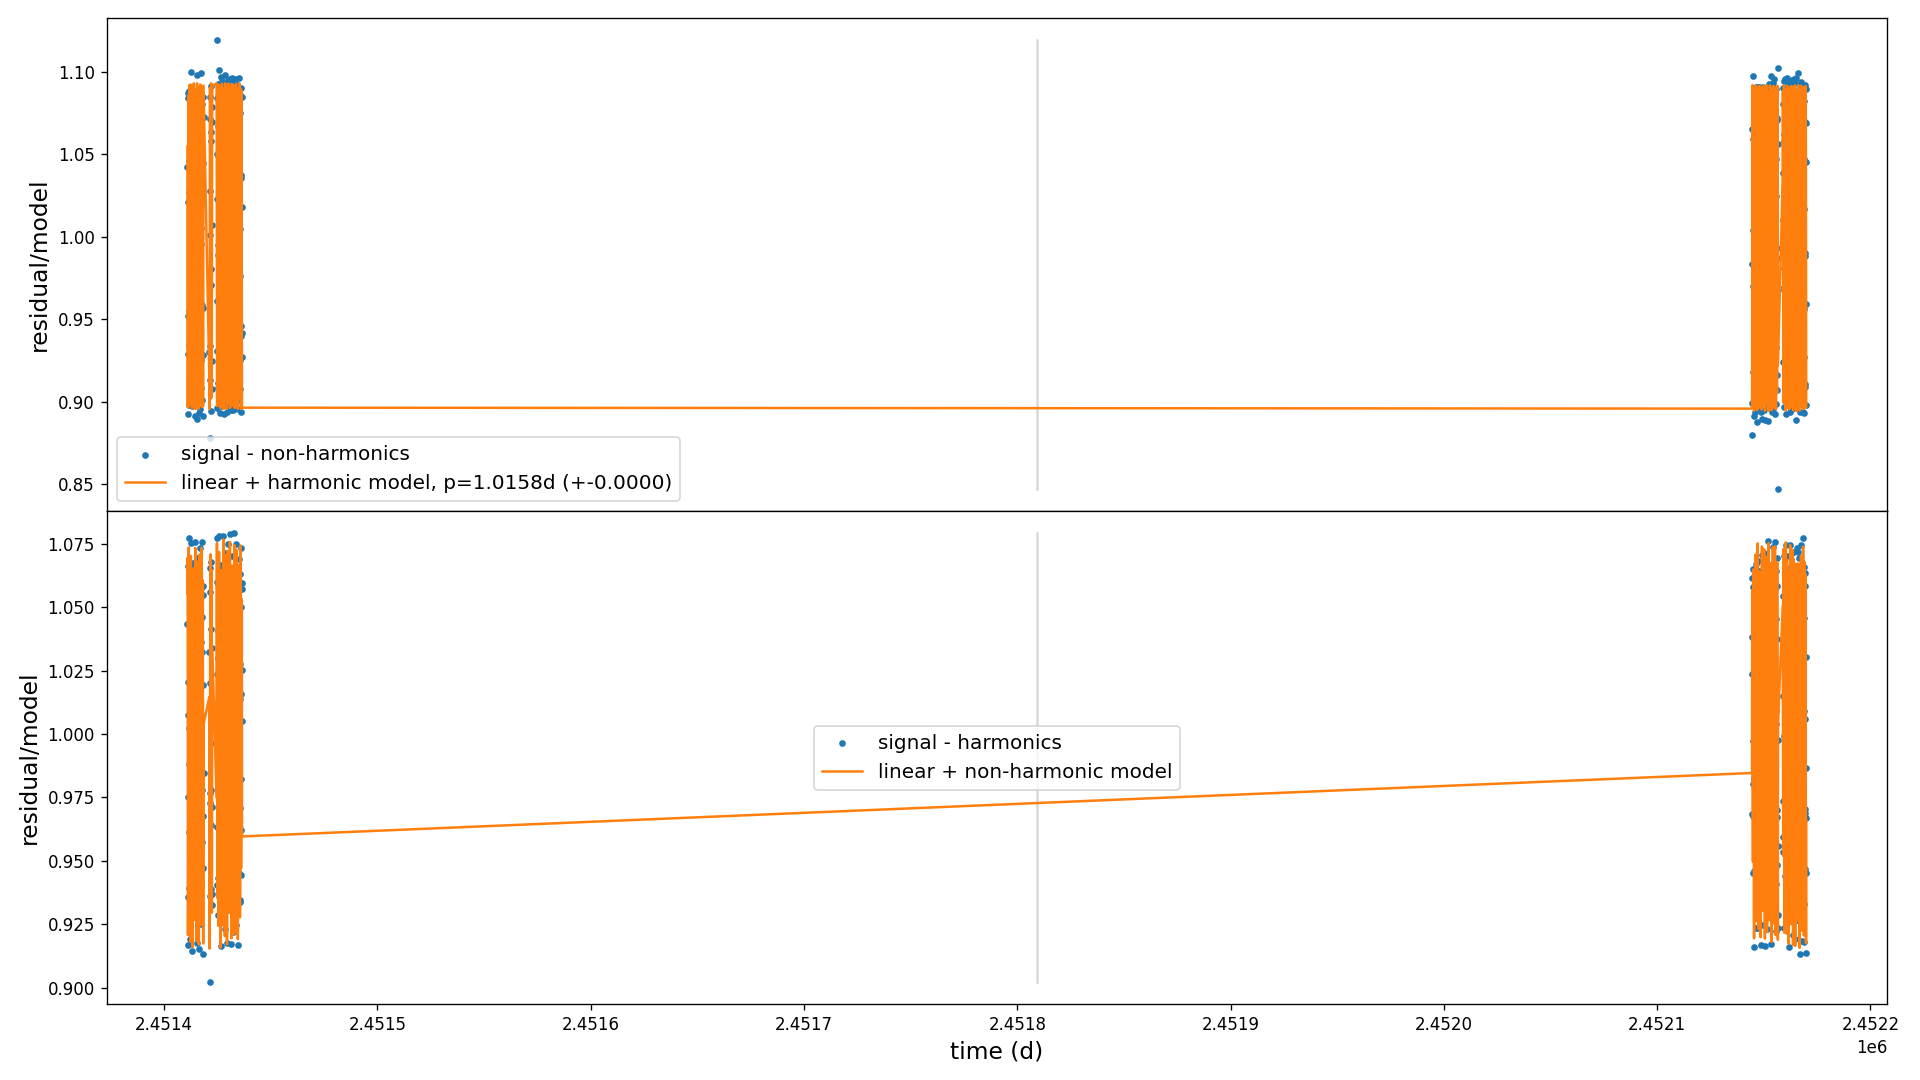 residual/model
1.10
1.05
1.00
0.95
0.90
0.85
signal - non-harmonics
linear + harmonic model, p=1.0158d (+-0.0000)
residual/model
1.075
1.050
1.025
1.000
0.975
0.950
0.925
0.900
signal - harmonics
linear + non-harmonic model
2.4514 2.4515 2.4516 2.4517 2.4518 2.4519 2.4520 2.4521 2.4522
time (d)
1e6